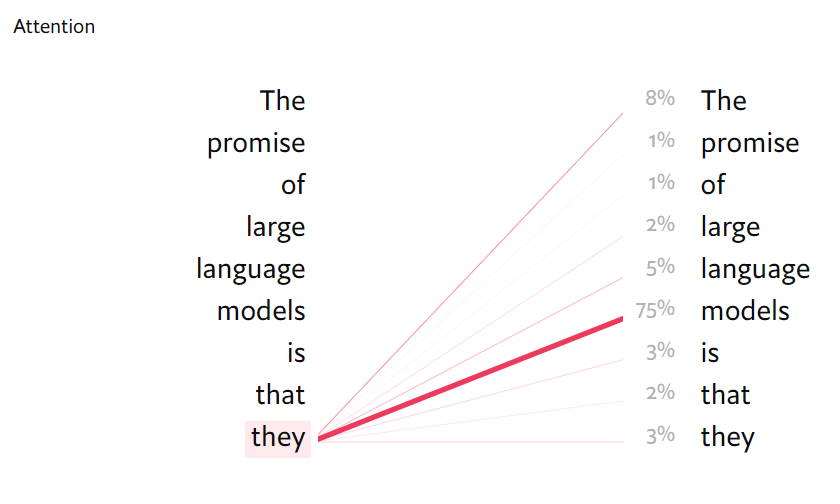 Attention
The 8% The
promise 1% promise
of 1% of
large 2% large
language 5% language
models 75% models
is 3% is
that 2% that
they 3% they